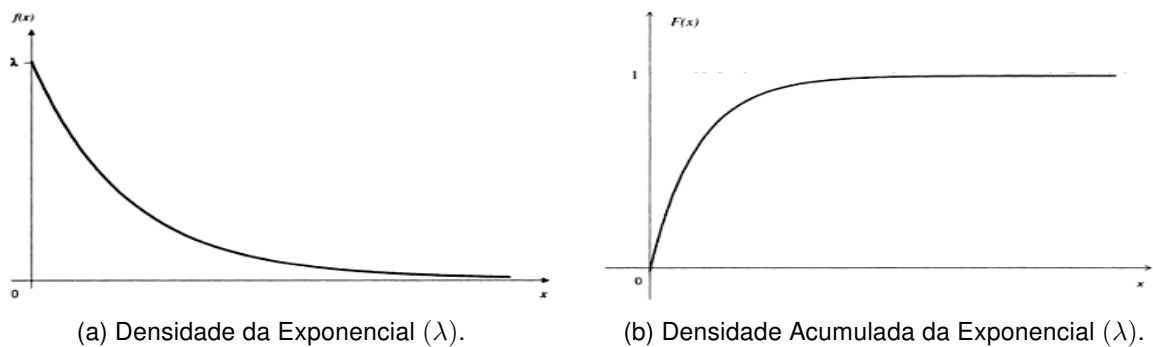 f(x)
λ
0
x
(a) Densidade da Exponencial (λ).
F(x)
1
0
x
(b) Densidade Acumulada da Exponencial (λ).